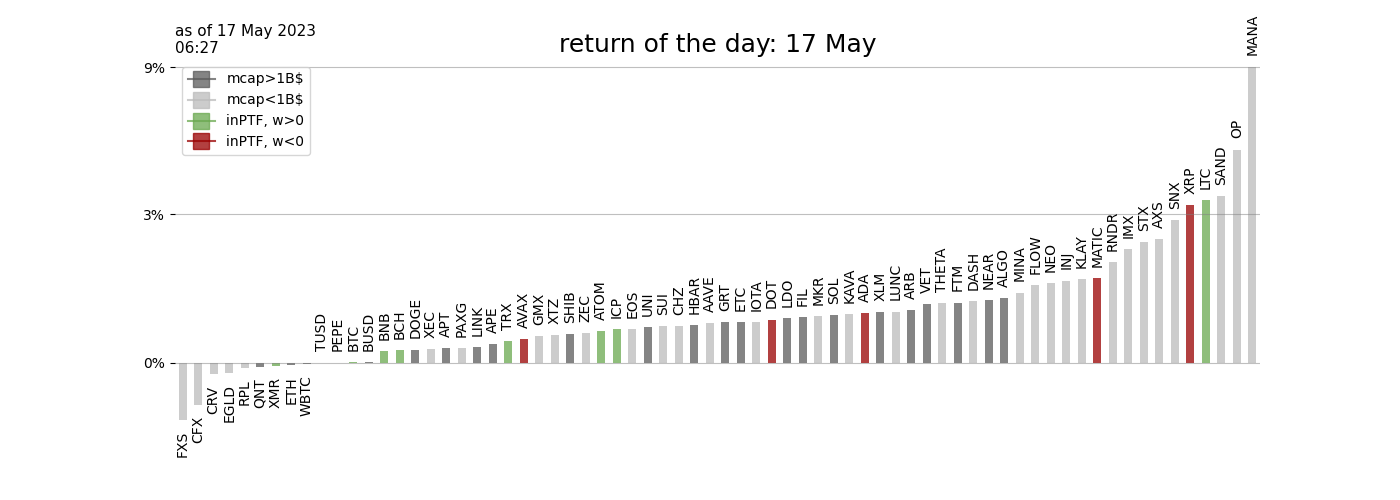 as of 17 May 2023
06:27
return of the day: 17 May
9%
3%
0%
mcap>1B$
mcap<1B$
inPTF, w>0
inPTF, w<0
FXS
CFX
CRV
EGLD
RPL
QNT
XMR
ETH
WBTC
TUSD
PEPE
BTC
BUSD
BNB
BCH
DOGE
XEC
APT
PAXG
LINK
APE
TRX
AVAX
GMX
XTZ
SHIB
ZEC
ATOM
ICP
EOS
UNI
SUI
CHZ
HBAR
AAVE
GRT
ETC
IOTA
DOT
LDO
FIL
MKR
SOL
KAVA
ADA
XLM
LUNC
ARB
VET
THETA
FTM
DASH
NEAR
ALGO
MINA
FLOW
NEO
INJ
KLAY
MATIC
RNDR
IMX
STX
AXS
SNX
XRP
LTC
SAND
OP
MANA